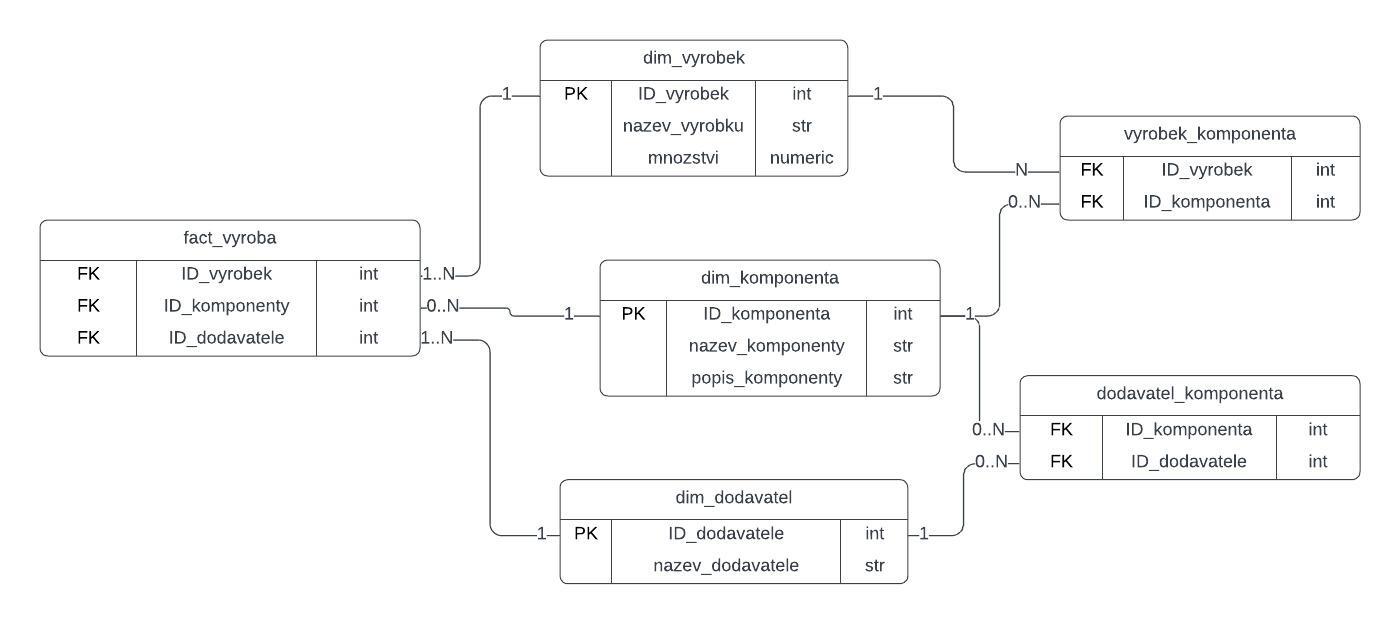 dim_vyrobek
PK ID_vyrobek int
nazev_vyrobku str
mnozstvi numeric
1
1
vyrobek_komponenta
FK ID_vyrobek int
FK ID_komponenta int
N
0..N
fact_vyroba
FK ID_vyrobek int
FK ID_komponenty int
FK ID_dodavatele int
1..N
0..N
1..N
dim_komponenta
PK ID_komponenta int
nazev_komponenty str
popis_komponenty str
1
1
dodavatel_komponenta
FK ID_komponenta int
FK ID_dodavatele int
0..N
0..N
dim_dodavatel
PK ID_dodavatele int
nazev_dodavatele str
1
1